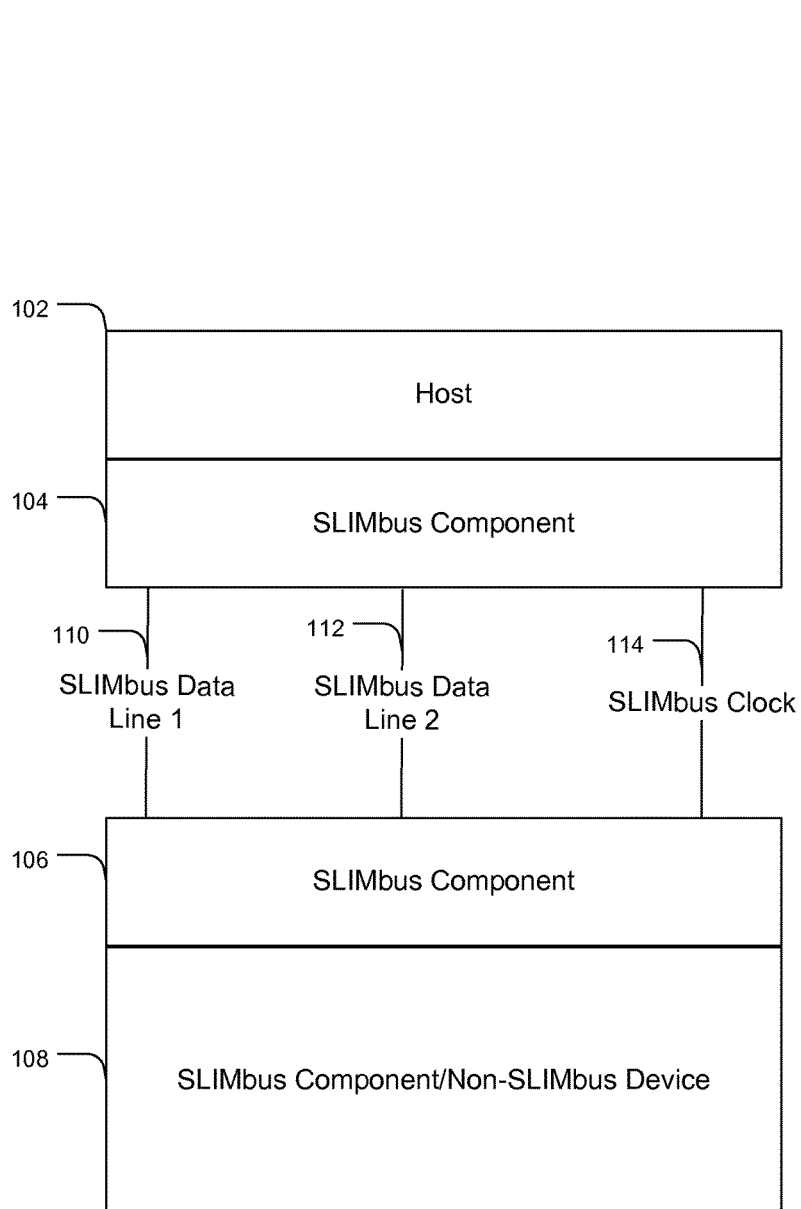 102
Host
104
SLIMbus Component
110
112
114
SLIMbus Data
Line 1
SLIMbus Data
Line 2
SLIMbus Clock
106
SLIMbus Component
108
SLIMbus Component/Non-SLIMbus Device